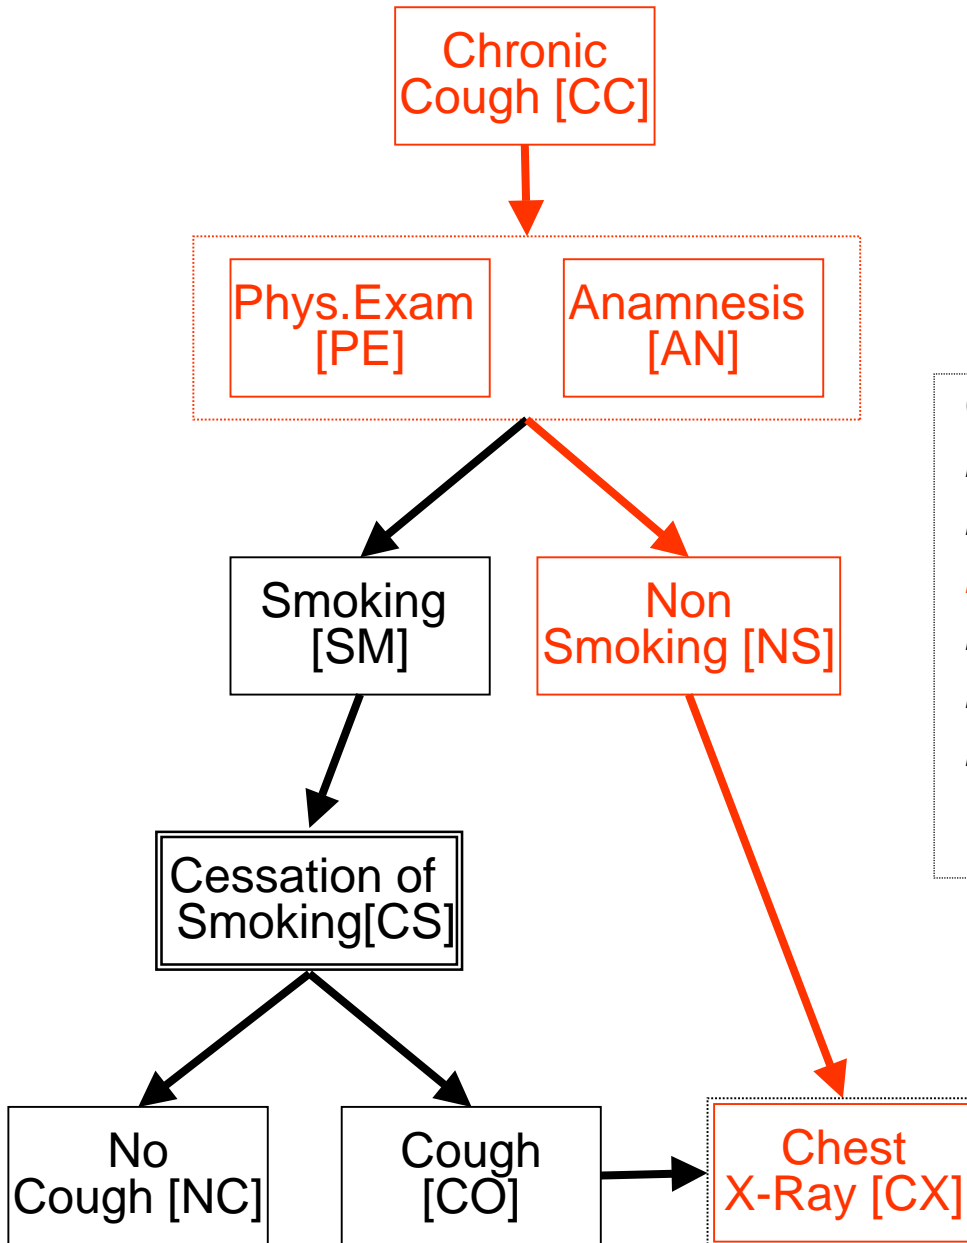 Chronic
Cough [CC]
Phys.Exam
[PE]
Anamnesis
[AN]
Smoking
[SM]
Non
Smoking [NS]
Cessation of
Smoking[CS]
No
Cough [NC]
Cough
[CO]
Chest
X-Ray [CX]